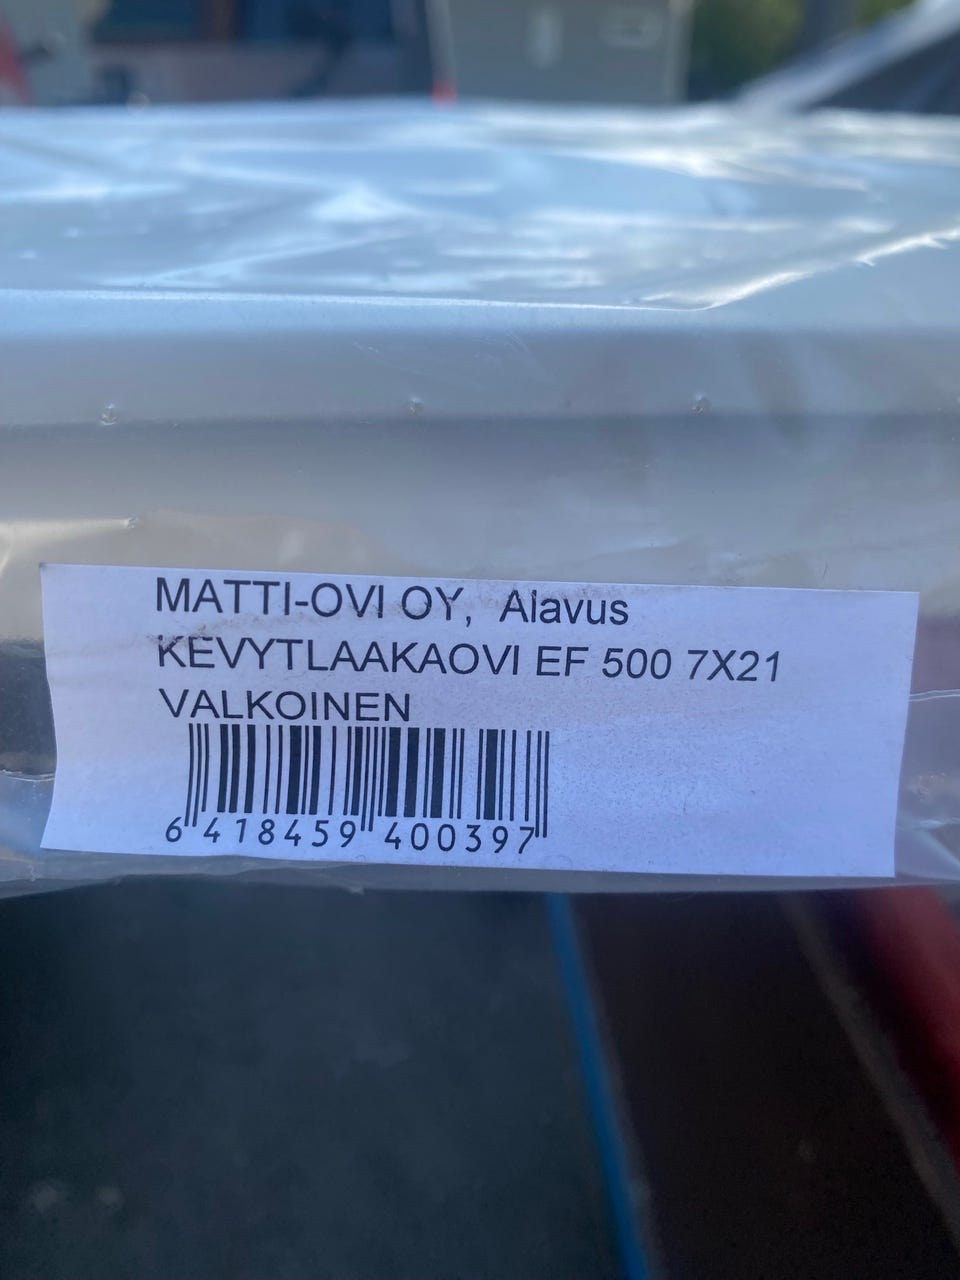 MATTI-OVI OY, Alavus
KEVYTLAAKAOVI EF 500 7X21
VALKOINEN
6 418459 400397